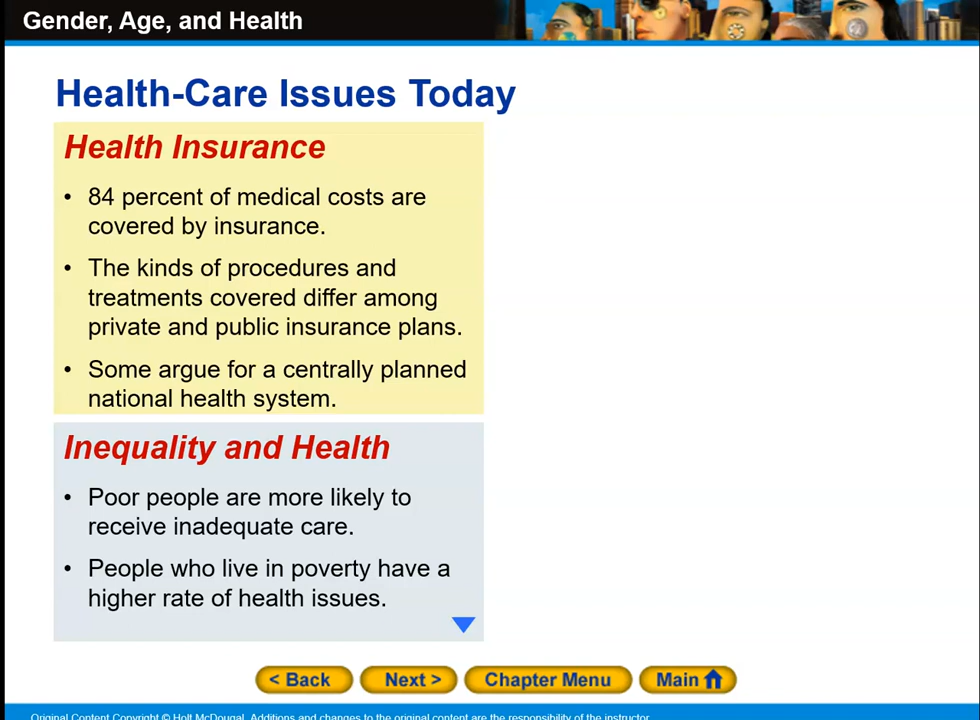 Gender, Age, and Health
Health-Care Issues Today
Health Insurance
• 84 percent of medical costs are
covered by insurance.
• The kinds of procedures and
treatments covered differ among
private and public insurance plans.
• Some argue for a centrally planned
national health system.
Inequality and Health
• Poor people are more likely to
receive inadequate care.
• People who live in poverty have a
higher rate of health issues.
< Back Next > Chapter Menu Main
Original Content Copyright © Holt McDougal. Additions and changes to the original content are the responsibility of the instructor.